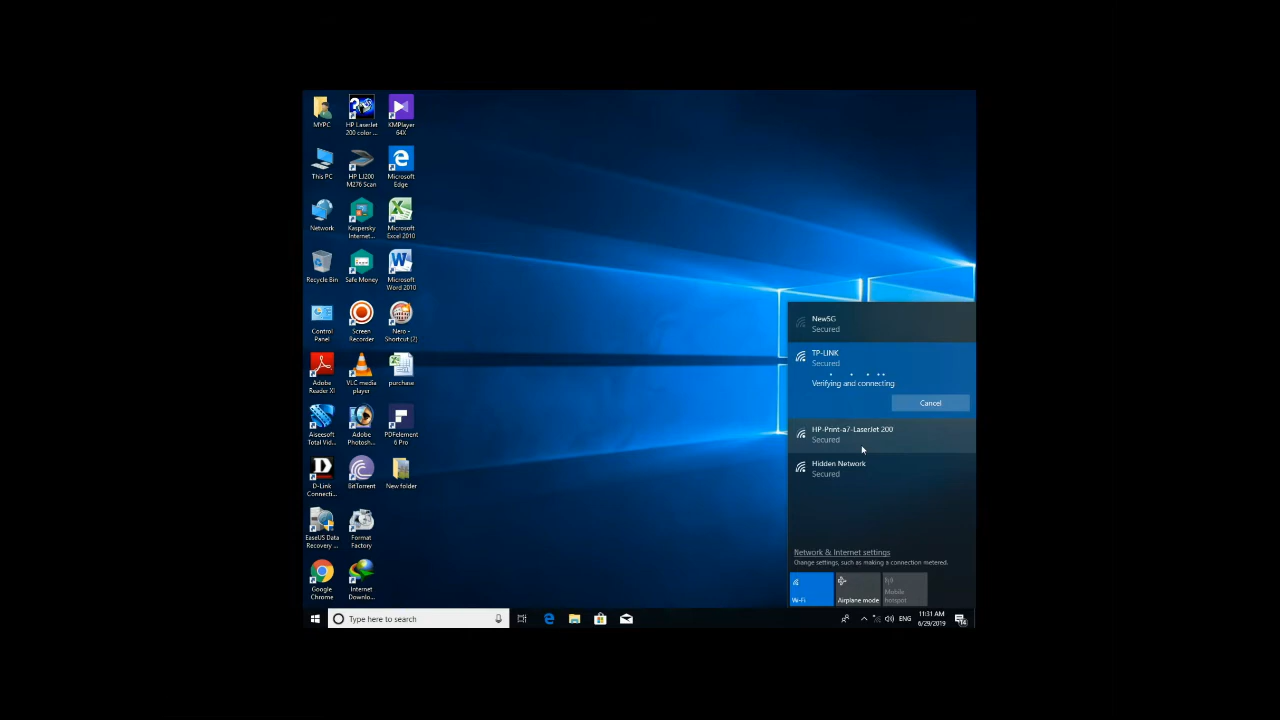 MYPC
HP LaserJet
200 color ...
KMPlayer
64X
This PC
HP LJ200
M276 Scan
Microsoft
Edge
Network
Kaspersky
Internet...
Microsoft
Excel 2010
Recycle Bin
Safe Money
Microsoft
Word 2010
Control
Panel
Screen
Recorder
Nero -
Shortcut (2)
Adobe
Reader XI
VLC media
player
purchase
Aiseesoft
Total Vid...
Adobe
Photosh...
PDFelement
6 Pro
D-Link
Connecti...
BitTorrent
New folder
EaseUS Data
Recovery ...
Format
Factory
Google
Chrome
Internet
Downlo...
New5G
Secured
TP-LINK
Secured
Verifying and connecting
Cancel
HP-Print-a7-LaserJet 200
Secured
Hidden Network
Secured
Network & Internet settings
Change settings, such as making a connection metered.
Wi-Fi
Airplane mode
Mobile
hotspot
Type here to search
ENG
11:31 AM
6/29/2019
14